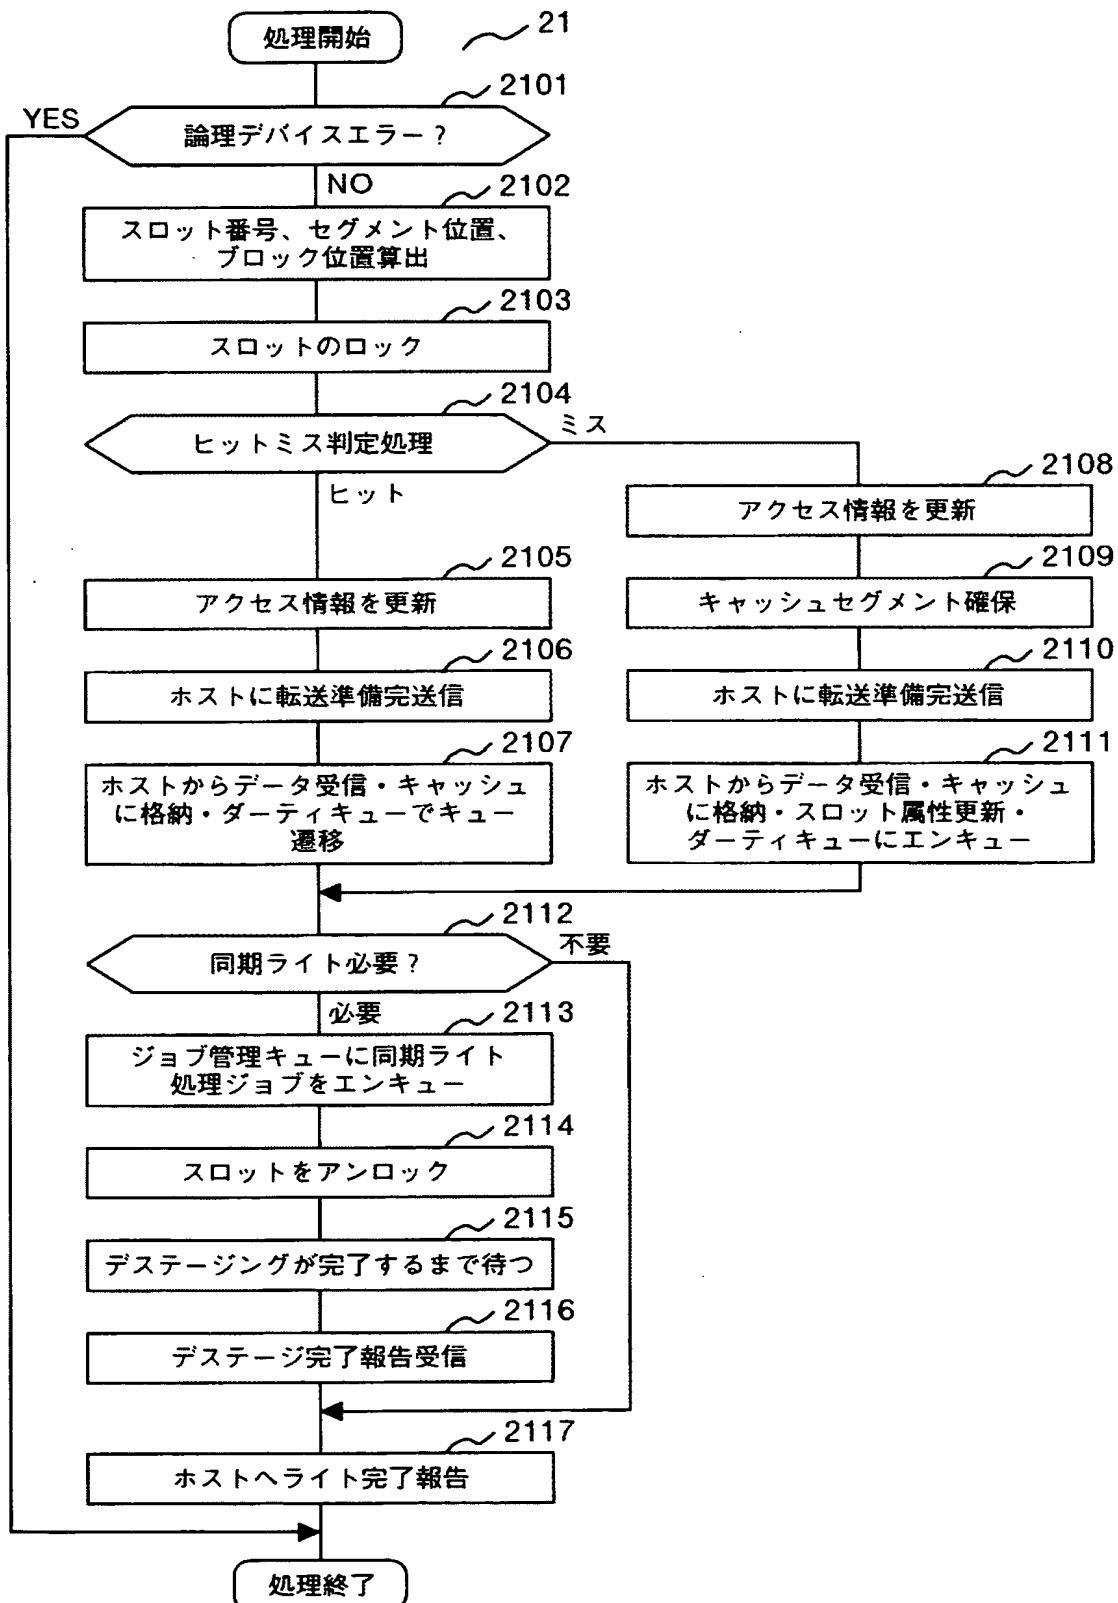 処理開始
21
2101
YES
論理デバイスエラー？
NO
2102
スロット番号、セグメント位置、
ブロック位置算出
2103
スロットのロック
2104
ヒットミス判定処理
ミス
ヒット
2108
アクセス情報を更新
2105
アクセス情報を更新
2109
キャッシュセグメント確保
2106
ホストに転送準備完送信
2110
ホストに転送準備完送信
2107
ホストからデータ受信・キャッシュ
に格納・ダーティキューでキュー
遷移
2111
ホストからデータ受信・キャッシュ
に格納・スロット属性更新・
ダーティキューにエンキュー
2112
同期ライト必要？
不要
必要
2113
ジョブ管理キューに同期ライト
処理ジョブをエンキュー
2114
スロットをアンロック
2115
デステージングが完了するまで待つ
2116
デステージ完了報告受信
2117
ホストへライト完了報告
処理終了